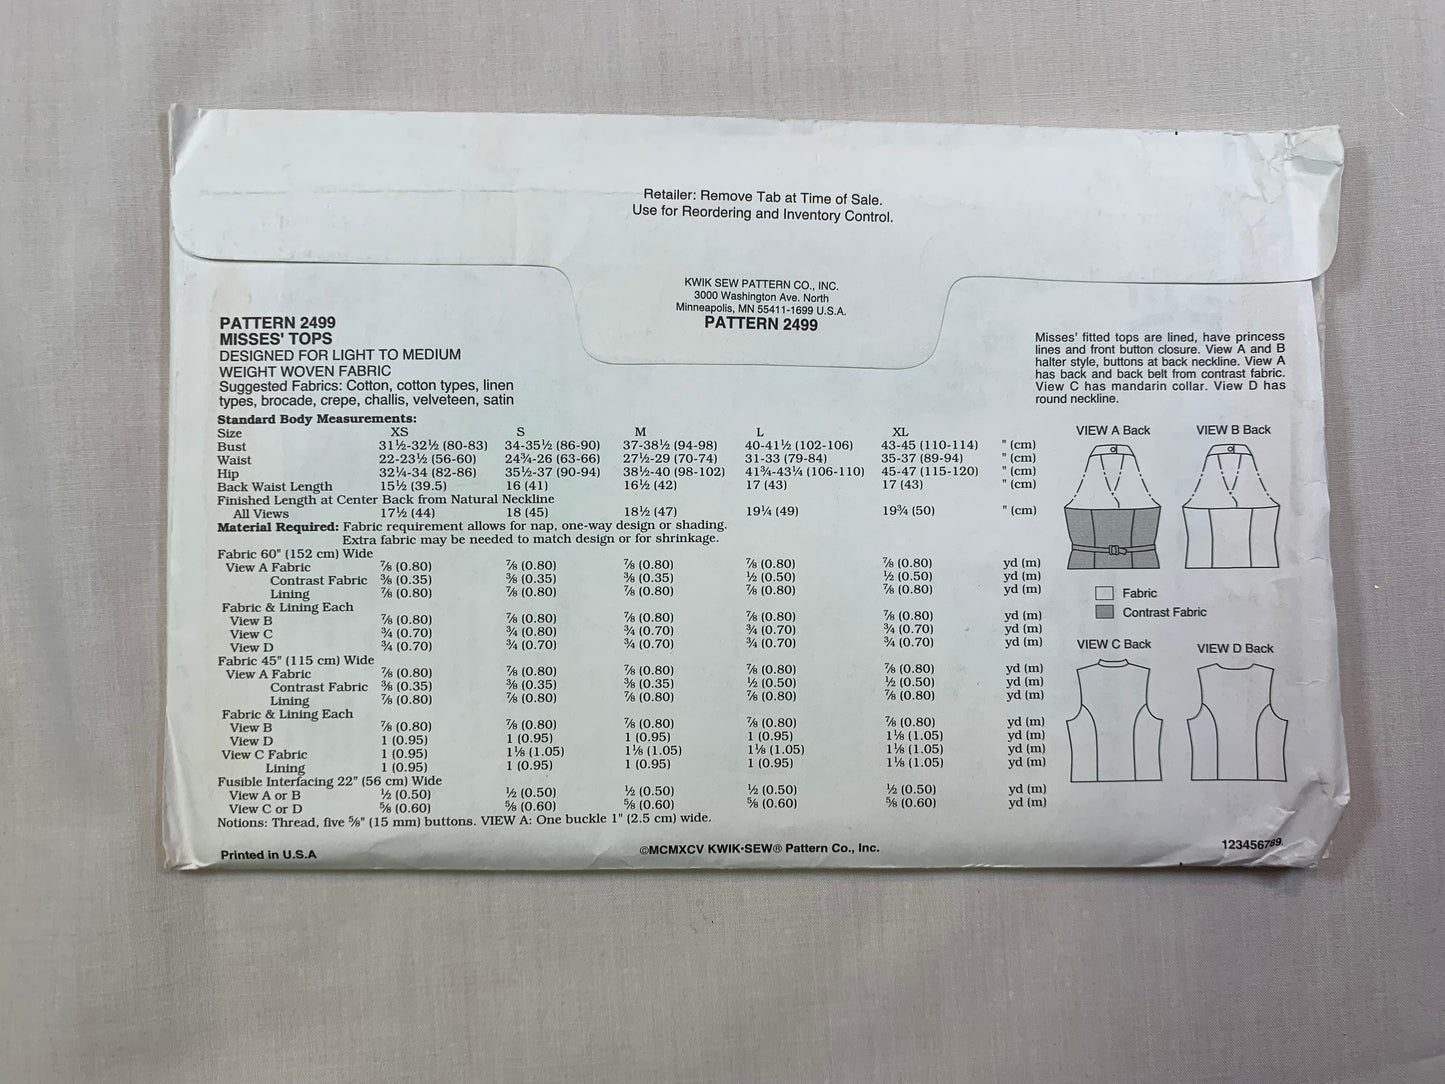 Retailer: Remove Tab at Time of Sale.
Use for Reordering and Inventory Control.
KWIK SEW PATTERN CO., INC.
3000 Washington Ave. North
Minneapolis, MN 55411-1699 U.S.A.
PATTERN 2499
PATTERN 2499
MISSES' TOPS
DESIGNED FOR LIGHT TO MEDIUM
WEIGHT WOVEN FABRIC
Suggested Fabrics: Cotton, cotton types, linen
types, brocade, crepe, challis, velveteen, satin
Standard Body Measurements:
Size XS S M L XL
Bust 31½-32½ (80-83) 34-35½ (86-90) 37-38½ (94-98) 40-41½ (102-106) 43-45 (110-114) " (cm)
Waist 22-23½ (56-60) 24¾-26 (63-66) 27½-29 (70-74) 31-33 (79-84) 35-37 (89-94) " (cm)
Hip 32¼-34 (82-86) 35½-37 (90-94) 38½-40 (98-102) 41¾-43¼ (106-110) 45-47 (115-120) " (cm)
Back Waist Length 15½ (39.5) 16 (41) 16½ (42) 17 (43) 17 (43) " (cm)
Finished Length at Center Back from Natural Neckline
All Views 17½ (44) 18 (45) 18½ (47) 19¼ (49) 19¾ (50) " (cm)
Material Required: Fabric requirement allows for nap, one-way design or shading.
Extra fabric may be needed to match design or for shrinkage.
Fabric 60" (152 cm) Wide
View A Fabric ⅞ (0.80) ⅞ (0.80) ⅞ (0.80) ⅞ (0.80) ⅞ (0.80) yd (m)
Contrast Fabric ⅜ (0.35) ⅜ (0.35) ⅜ (0.35) ½ (0.50) ½ (0.50) yd (m)
Lining ⅞ (0.80) ⅞ (0.80) ⅞ (0.80) ⅞ (0.80) ⅞ (0.80) yd (m)
Fabric & Lining Each
View B ⅞ (0.80) ⅞ (0.80) ⅞ (0.80) ⅞ (0.80) ⅞ (0.80) yd (m)
View C ¾ (0.70) ¾ (0.80) ¾ (0.70) ¾ (0.70) ¾ (0.70) yd (m)
View D ¾ (0.70) ¾ (0.70) ¾ (0.70) ¾ (0.70) ¾ (0.70) yd (m)
Fabric 45" (115 cm) Wide
View A Fabric ⅞ (0.80) ⅞ (0.80) ⅞ (0.80) ⅞ (0.80) ⅞ (0.80) yd (m)
Contrast Fabric ⅜ (0.35) ⅜ (0.35) ⅜ (0.35) ½ (0.50) ½ (0.50) yd (m)
Lining ⅞ (0.80) ⅞ (0.80) ⅞ (0.80) ⅞ (0.80) ⅞ (0.80) yd (m)
Fabric & Lining Each
View B ⅞ (0.80) ⅞ (0.80) ⅞ (0.80) ⅞ (0.80) ⅞ (0.80) yd (m)
View D 1 (0.95) 1 (0.95) 1 (0.95) 1 (0.95) 1⅛ (1.05) yd (m)
View C Fabric 1 (0.95) 1⅛ (1.05) 1⅛ (1.05) 1⅛ (1.05) 1⅛ (1.05) yd (m)
Lining 1 (0.95) 1 (0.95) 1 (0.95) 1 (0.95) 1⅛ (1.05) yd (m)
Fusible Interfacing 22" (56 cm) Wide
View A or B ½ (0.50) ½ (0.50) ½ (0.50) ½ (0.50) ½ (0.50) yd (m)
View C or D ⅝ (0.60) ⅝ (0.60) ⅝ (0.60) ⅝ (0.60) ⅝ (0.60) yd (m)
Notions: Thread, five ⅝" (15 mm) buttons. VIEW A: One buckle 1" (2.5 cm) wide.
Misses' fitted tops are lined, have princess
lines and front button closure. View A and B
halter style, buttons at back neckline. View A
has back and back belt from contrast fabric.
View C has mandarin collar. View D has
round neckline.
VIEW A Back VIEW B Back
Fabric
Contrast Fabric
VIEW C Back VIEW D Back
Printed in U.S.A
©MCMXCV KWIK•SEW® Pattern Co., Inc.
123456789